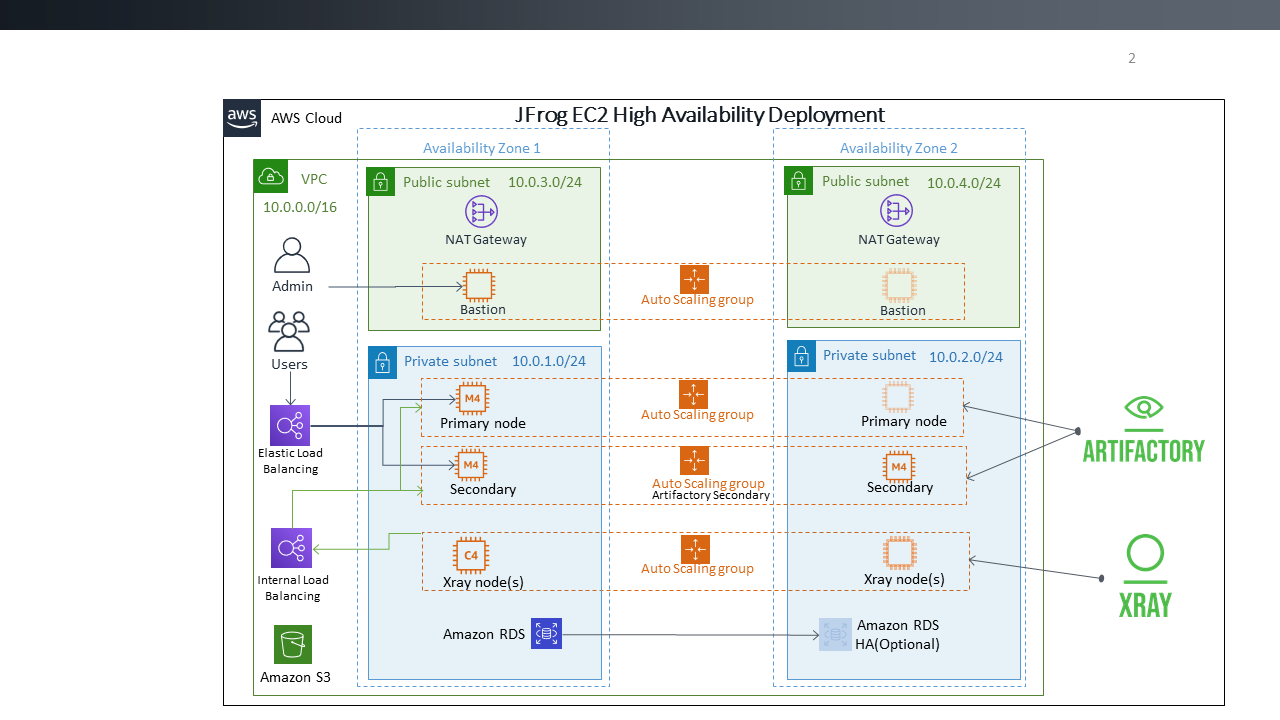 2
aws
AWS Cloud
JFrog EC2 High Availability Deployment
Availability Zone 1
Availability Zone 2
VPC
10.0.0.0/16
Public subnet 10.0.3.0/24
Public subnet 10.0.4.0/24
NAT Gateway
NAT Gateway
Admin
Bastion
Auto Scaling group
Bastion
Users
Private subnet 10.0.1.0/24
Private subnet 10.0.2.0/24
M4
Primary node
Auto Scaling group
Primary node
Elastic Load
Balancing
M4
Secondary
Auto Scaling group
Artifactory Secondary
M4
Secondary
ARTIFACTORY
Internal Load
Balancing
C4
Xray node(s)
Auto Scaling group
Xray node(s)
XRAY
Amazon S3
Amazon RDS
Amazon RDS
HA(Optional)